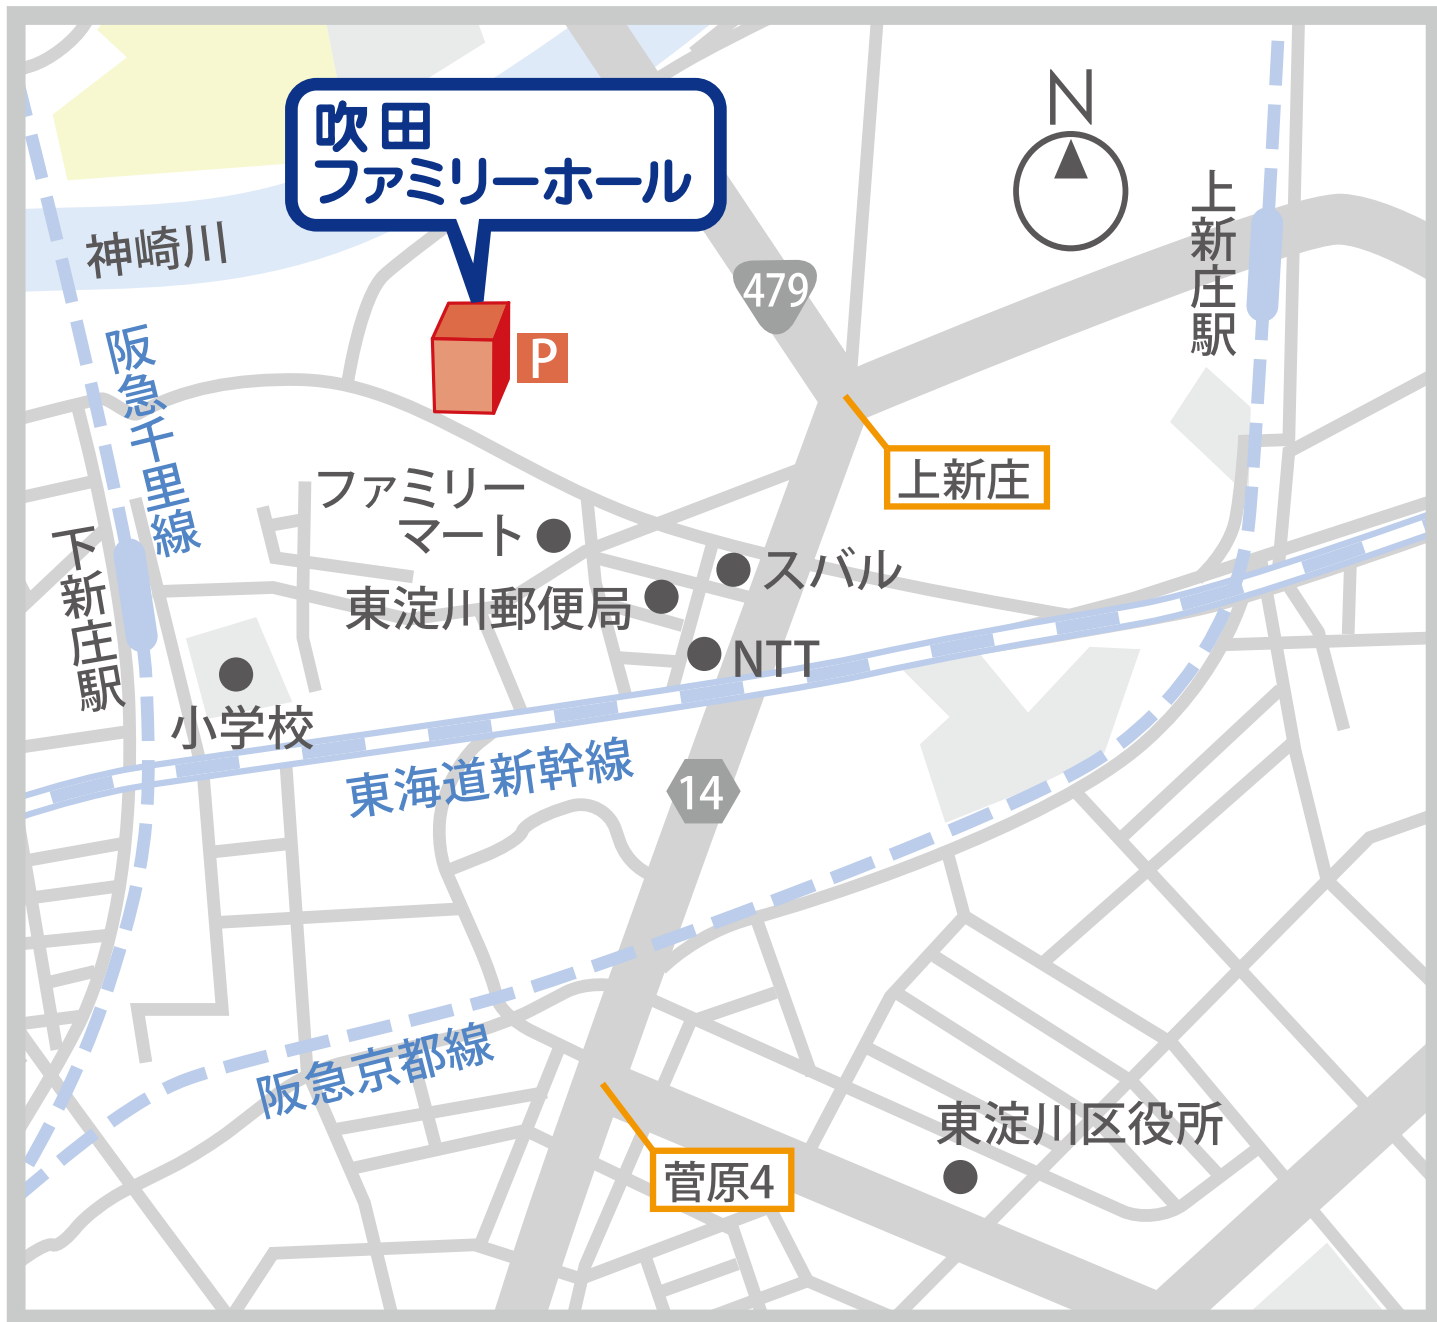 吹田
ファミリーホール
N
神崎川
479
上新庄駅
P
阪急千里線
上新庄
ファミリー
マート
下新庄駅
スバル
東淀川郵便局
NTT
小学校
東海道新幹線
14
阪急京都線
東淀川区役所
菅原4